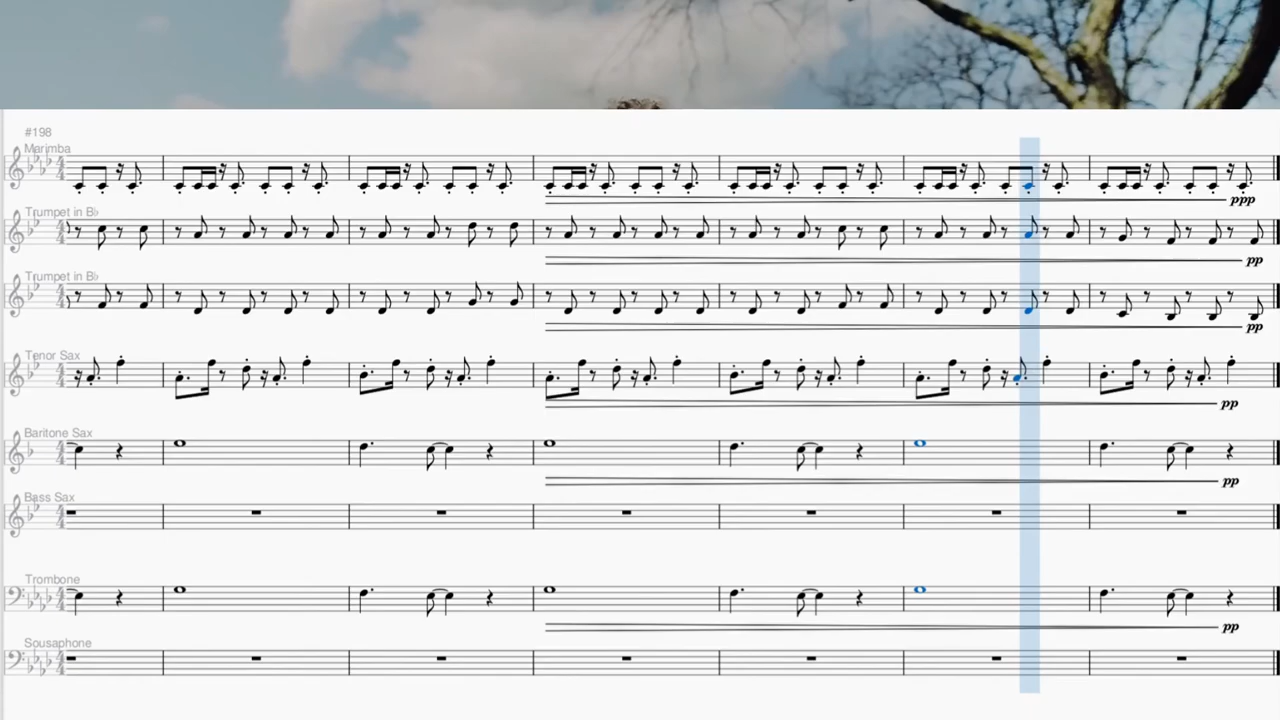 #198
Marimba
ppp
Trumpet in B♭
pp
Trumpet in B♭
pp
Tenor Sax
pp
Baritone Sax
pp
Bass Sax
Trombone
pp
Sousaphone